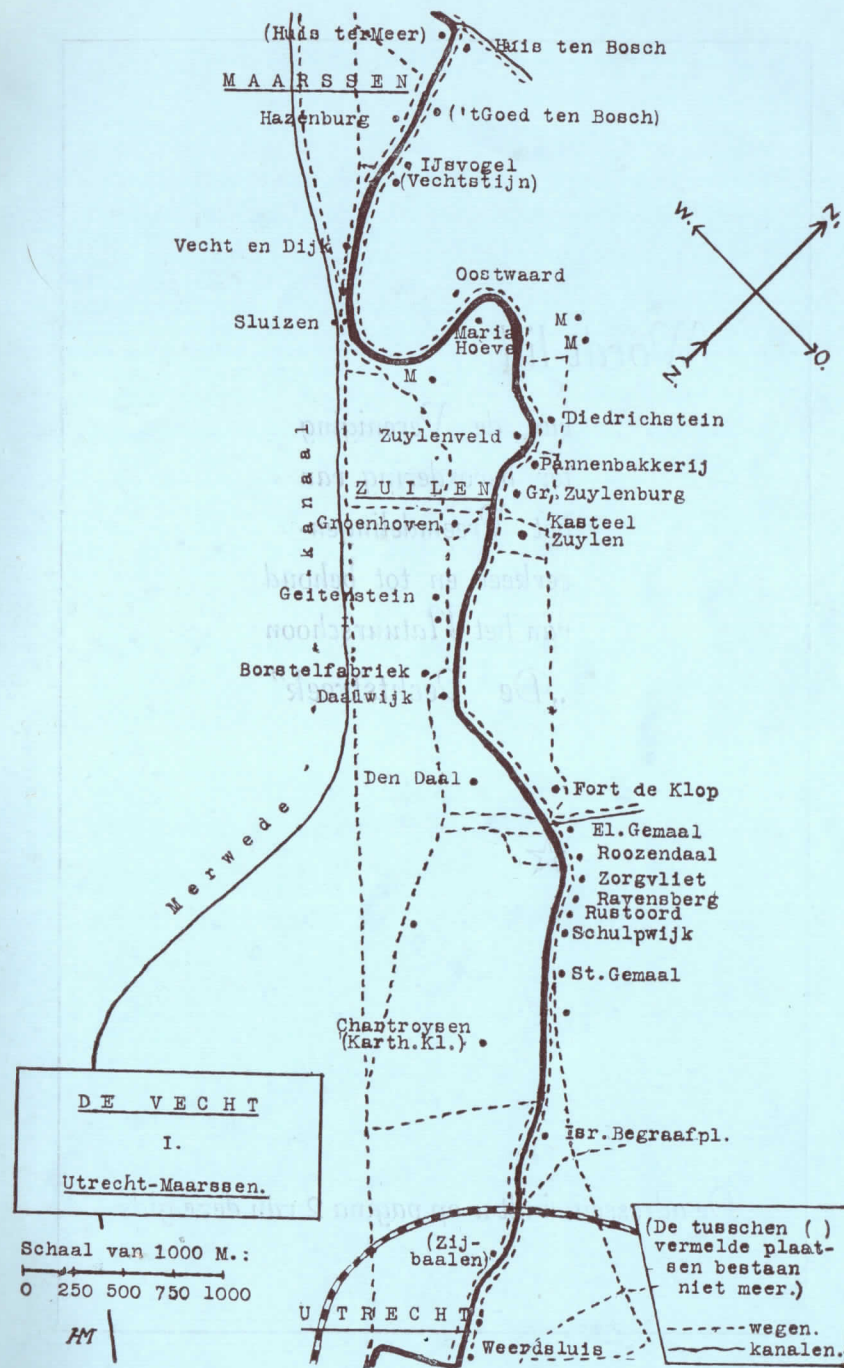 (Huis terMeer)
Huis ten Bosch
MAARSSEN
Hazenburg
('tGoed ten Bosch)
IJsvogel
(Vechtstijn)
W.
N.
Vecht en Dijk
Oostwaard
Sluizen
Maria
Hoeve
M
M
M
Z.
O.
Diedrichstein
Zuylenveld
Pannenbakkerij
ZUILEN
Gr. Zuylenburg
Groenhoven
Kasteel
Zuylen
kanaal
Geitenstein
Borstelfabriek
Daalwijk
Den Daal
Fort de Klop
El.Gemaal
Roozendaal
Merwede
Zorgvliet
Ravensberg
Rustoord
Schulpwijk
St.Gemaal
Chartroysen
(Karth.Kl.)
DE VECHT
I.
Utrecht-Maarssen.
Isr.Begraafpl.
(Zij-
baalen)
(De tusschen ( )
vermelde plaat-
sen bestaan
niet meer.)
Schaal van 1000 M.:
0 250 500 750 1000
UTRECHT
wegen.
kanalen.
HM
Weerdsluis